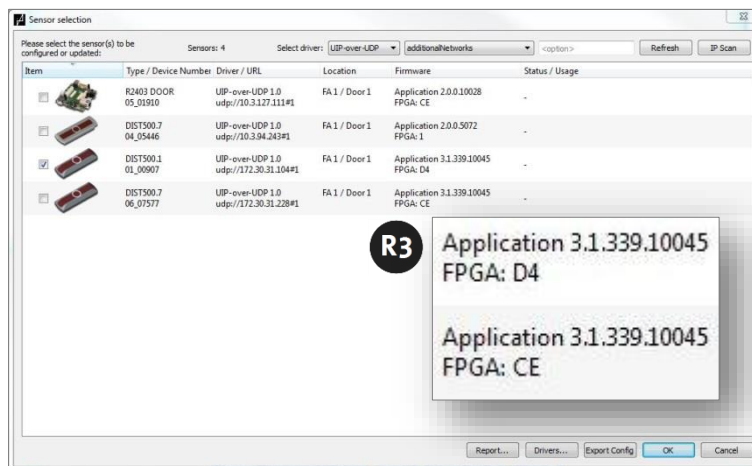 Sensor selection
Please select the sensor(s) to be
configured or updated:
Sensors: 4
Select driver:
UIP-over-UDP
additionalNetworks
<option>
Refresh
IP Scan
Item
Type / Device Number
Driver / URL
Location
Firmware
Status / Usage
R2403 DOOR
05_01910
UIP-over-UDP 1.0
udp://10.3.127.111#1
FA 1 / Door 1
Application 2.0.0.10028
FPGA: CE
-
DIST500.7
04_05446
UIP-over-UDP 1.0
udp://10.3.94.243#1
FA 1 / Door 1
Application 2.0.0.5072
FPGA: 1
-
DIST500.1
01_00907
UIP-over-UDP 1.0
udp://172.30.31.104#1
FA 1 / Door 1
Application 3.1.339.10045
FPGA: D4
-
DIST500.7
06_07577
UIP-over-UDP 1.0
udp://172.30.31.228#1
FA 1 / Door 1
Application 3.1.339.10045
FPGA: CE
-
R3
Application 3.1.339.10045
FPGA: D4
Application 3.1.339.10045
FPGA: CE
Report...
Drivers...
Export Config
OK
Cancel